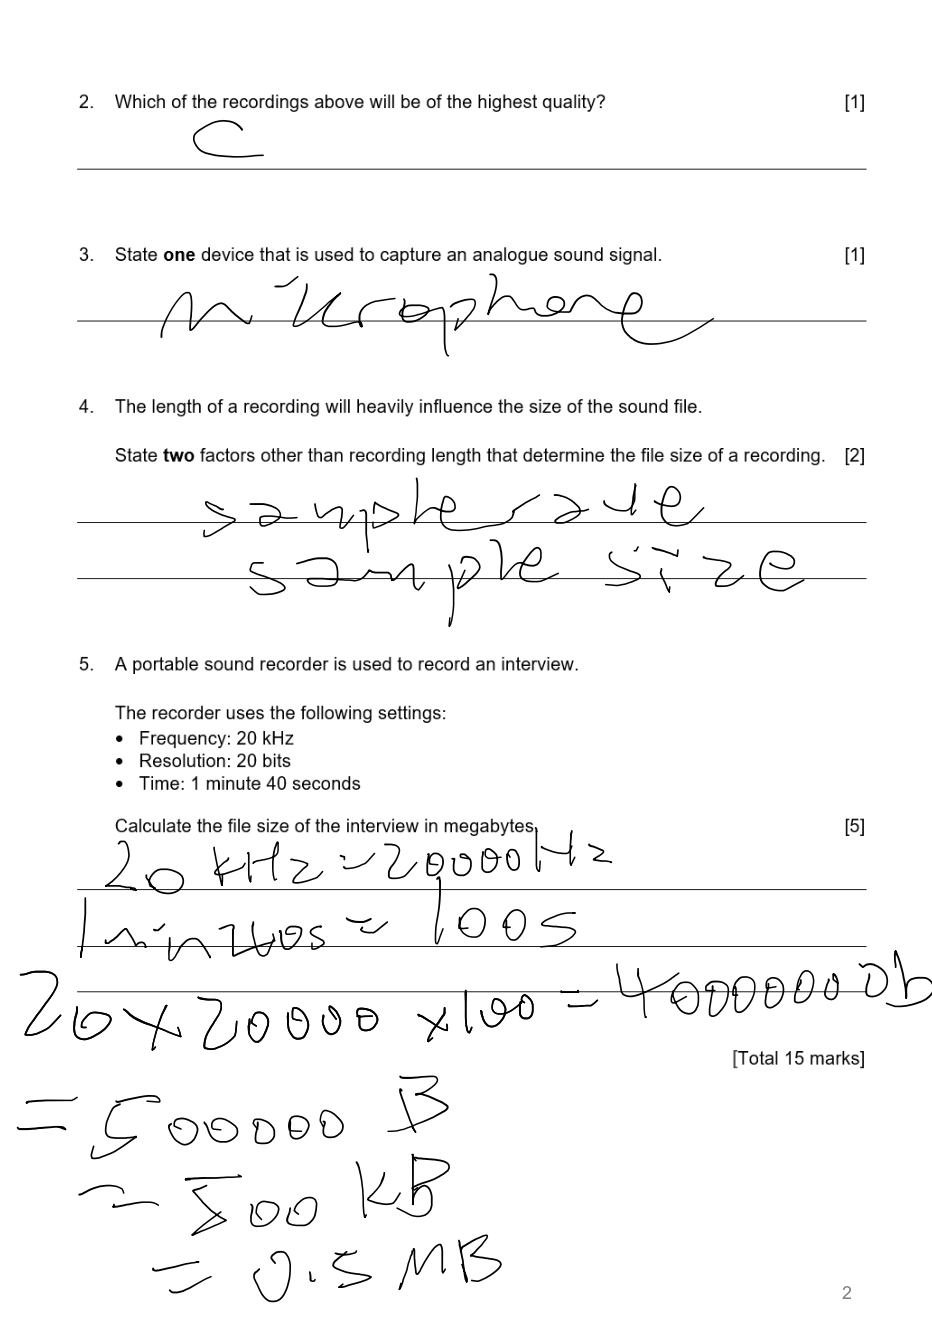 2. Which of the recordings above will be of the highest quality? [1]
C
3. State one device that is used to capture an analogue sound signal. [1]
microphone
4. The length of a recording will heavily influence the size of the sound file.
State two factors other than recording length that determine the file size of a recording. [2]
sample rate
sample size
5. A portable sound recorder is used to record an interview.
The recorder uses the following settings:
• Frequency: 20 kHz
• Resolution: 20 bits
• Time: 1 minute 40 seconds
Calculate the file size of the interview in megabytes. [5]
20 kHz = 20000 Hz
1 min 40s = 100s
20 x 20000 x 100 = 40000000 b
[Total 15 marks]
= 500000 B
= 500 KB
= 0.5 MB
2